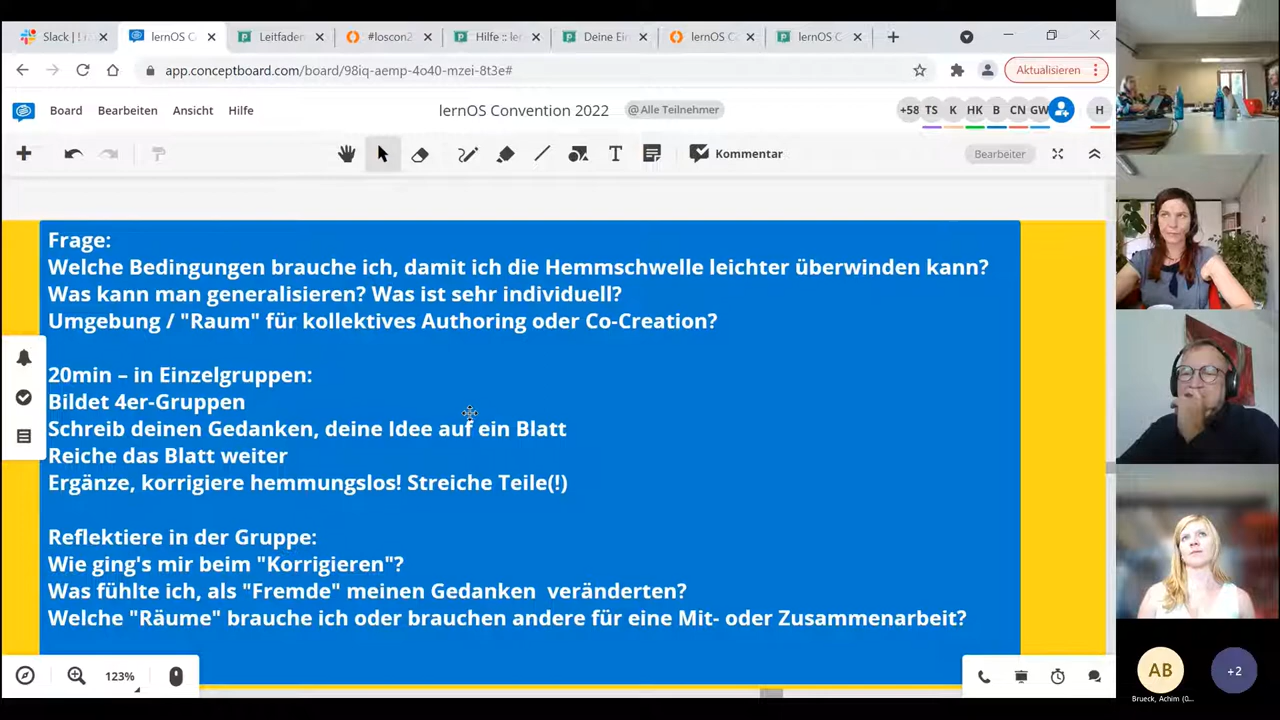 Slack | ! i
lernOS C
Leitfaden
#loscon2
Hilfe :: ler
Deine Ei
lernOS C
lernOS C
app.conceptboard.com/board/98iq-aemp-4o40-mzei-8t3e#
Aktualisieren
Board
Bearbeiten
Ansicht
Hilfe
lernOS Convention 2022
@Alle Teilnehmer
+58
TS
K
HK
B
CN
GW
H
T
Kommentar
Bearbeiter
Frage:
Welche Bedingungen brauche ich, damit ich die Hemmschwelle leichter überwinden kann?
Was kann man generalisieren? Was ist sehr individuell?
Umgebung / "Raum" für kollektives Authoring oder Co-Creation?
20min – in Einzelgruppen:
Bildet 4er-Gruppen
Schreib deinen Gedanken, deine Idee auf ein Blatt
Reiche das Blatt weiter
Ergänze, korrigiere hemmungslos! Streiche Teile(!)
Reflektiere in der Gruppe:
Wie ging's mir beim "Korrigieren"?
Was fühlte ich, als "Fremde" meinen Gedanken veränderten?
Welche "Räume" brauche ich oder brauchen andere für eine Mit- oder Zusammenarbeit?
123%
AB
+2
Brueck, Achim (0...